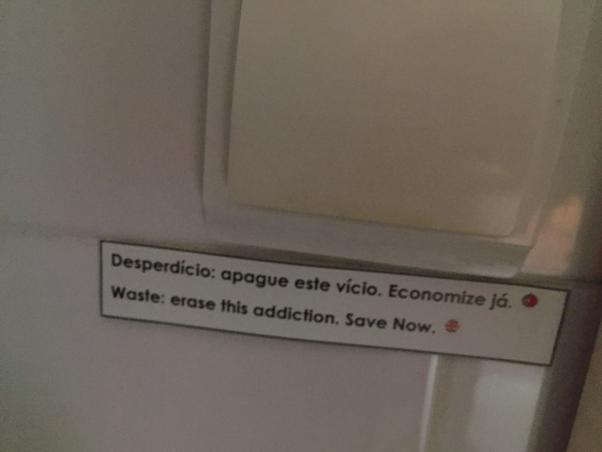 Desperdício: apague este vício. Economize já.
Waste: erase this addiction. Save Now.